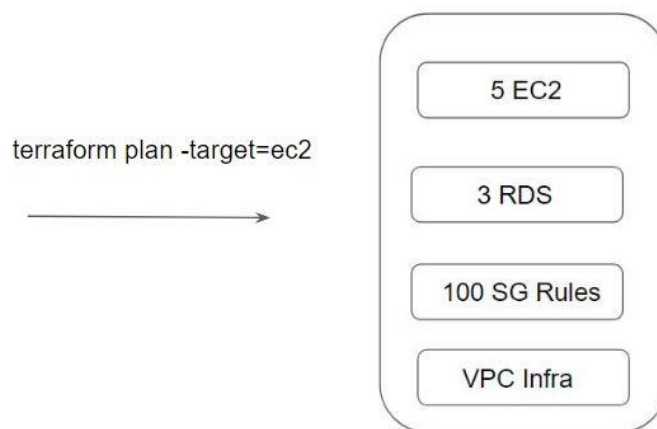 terraform plan -target=ec2
5 EC2
3 RDS
100 SG Rules
VPC Infra